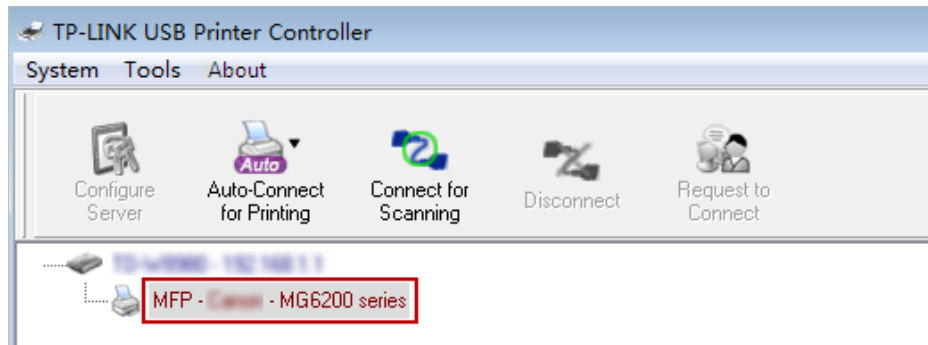 TP-LINK USB Printer Controller
System Tools About
Configure Server
Auto
Auto-Connect for Printing
Connect for Scanning
Disconnect
Request to Connect
MFP - - MG6200 series